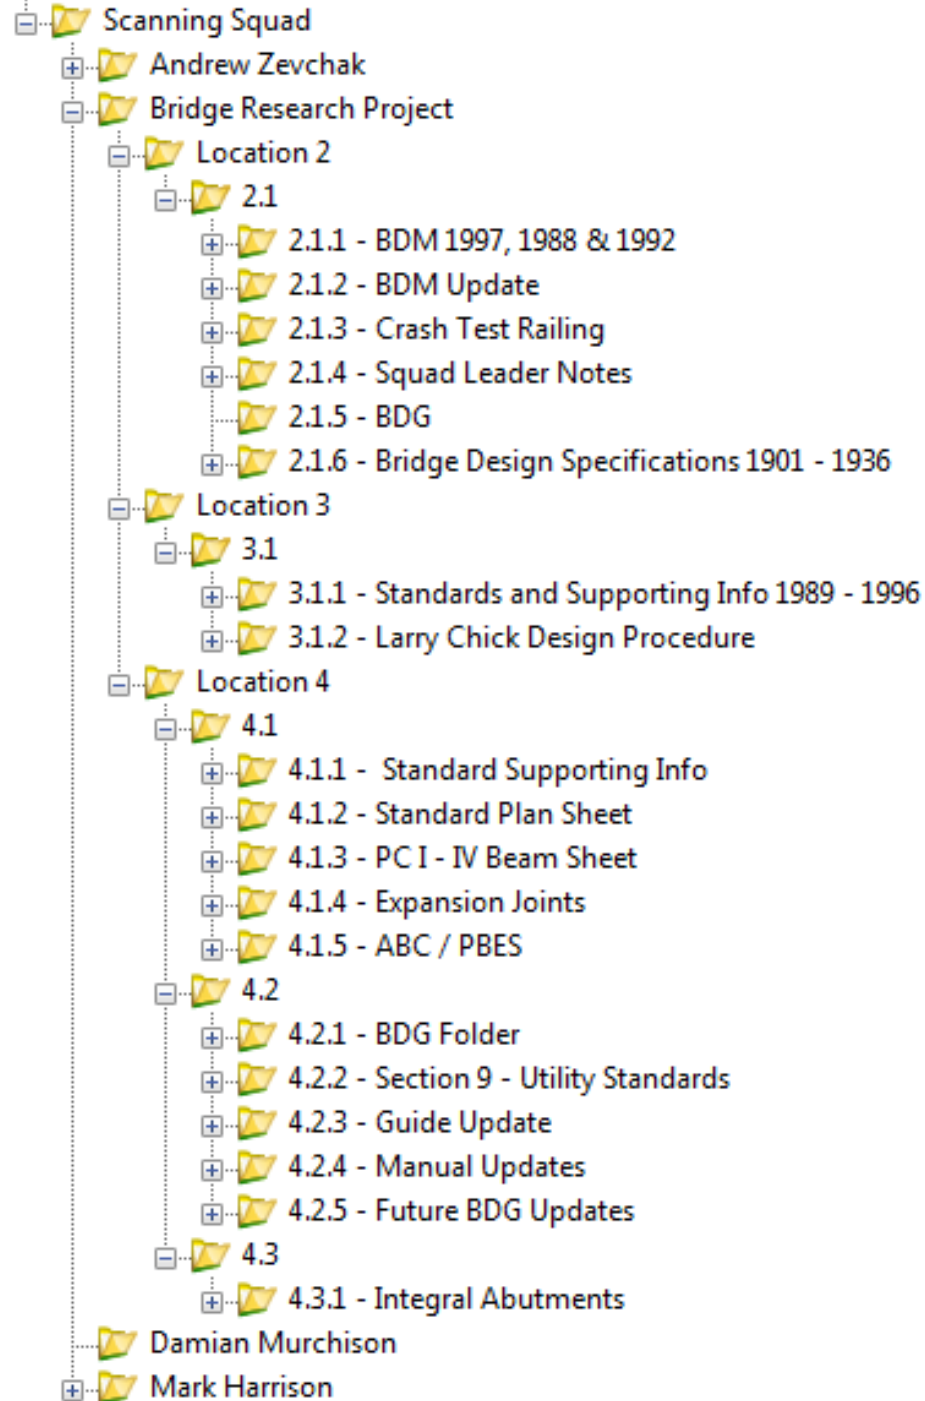 Scanning Squad
Andrew Zevchak
Bridge Research Project
Location 2
2.1
2.1.1 - BDM 1997, 1988 & 1992
2.1.2 - BDM Update
2.1.3 - Crash Test Railing
2.1.4 - Squad Leader Notes
2.1.5 - BDG
2.1.6 - Bridge Design Specifications 1901 - 1936
Location 3
3.1
3.1.1 - Standards and Supporting Info 1989 - 1996
3.1.2 - Larry Chick Design Procedure
Location 4
4.1
4.1.1 -  Standard Supporting Info
4.1.2 - Standard Plan Sheet
4.1.3 - PC I - IV Beam Sheet
4.1.4 - Expansion Joints
4.1.5 - ABC / PBES
4.2
4.2.1 - BDG Folder
4.2.2 - Section 9 - Utility Standards
4.2.3 - Guide Update
4.2.4 - Manual Updates
4.2.5 - Future BDG Updates
4.3
4.3.1 - Integral Abutments
Damian Murchison
Mark Harrison